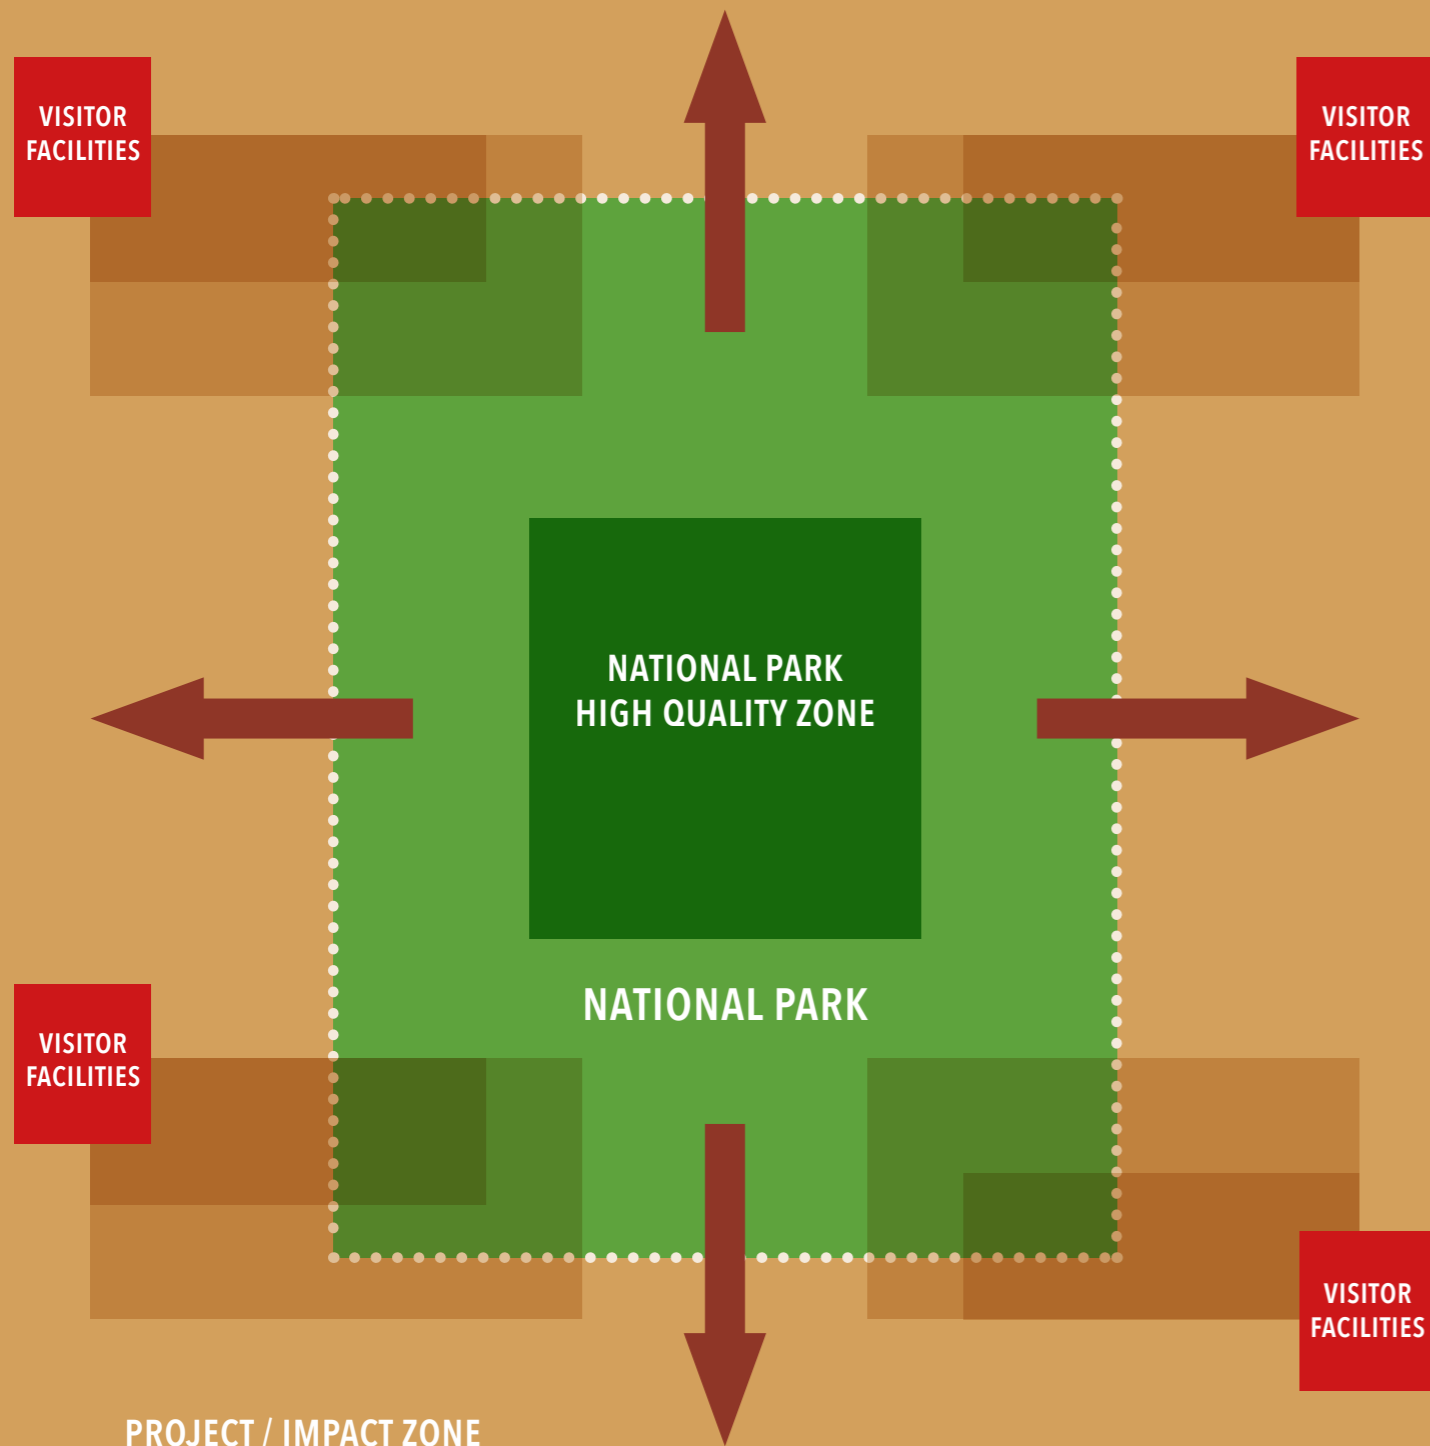 VISITOR
FACILITIES
VISITOR
FACILITIES
NATIONAL PARK
HIGH QUALITY ZONE
NATIONAL PARK
VISITOR
FACILITIES
VISITOR
FACILITIES
PROJECT / IMPACT ZONE